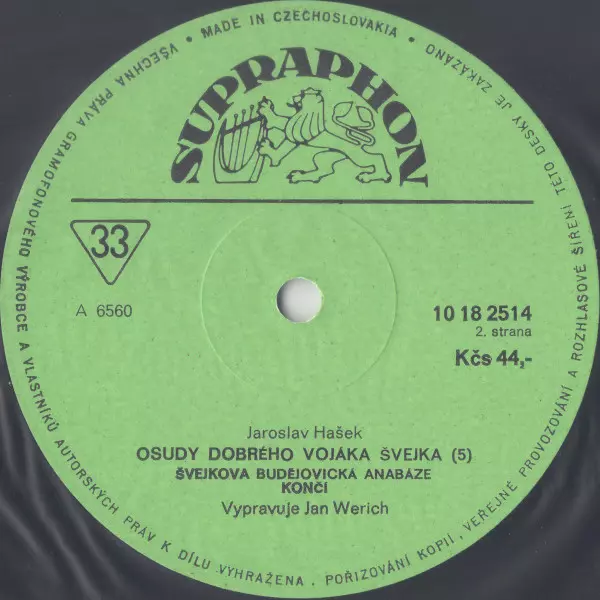 • MADE IN CZECHOSLOVAKIA •
VŠECHNA PRÁVA GRAMOFONOVÉHO VÝROBCE A VLASTNÍKŮ AUTORSKÝCH PRÁV K DÍLU VYHRAŽENA. POŘIZOVÁNÍ KOPIÍ, VEŘEJNÉ PROVOZOVÁNÍ A ROZHLASOVÉ ŠÍŘENÍ TÉTO DESKY JE ZAKÁZÁNO
SUPRAPHON
33
A 6560
10 18 2514
2. strana
Kčs 44,-
Jaroslav Hašek
OSUDY DOBRÉHO VOJÁKA ŠVEJKA (5)
ŠVEJKOVA BUDĚJOVICKÁ ANABÁZE
KONČÍ
Vypravuje Jan Werich